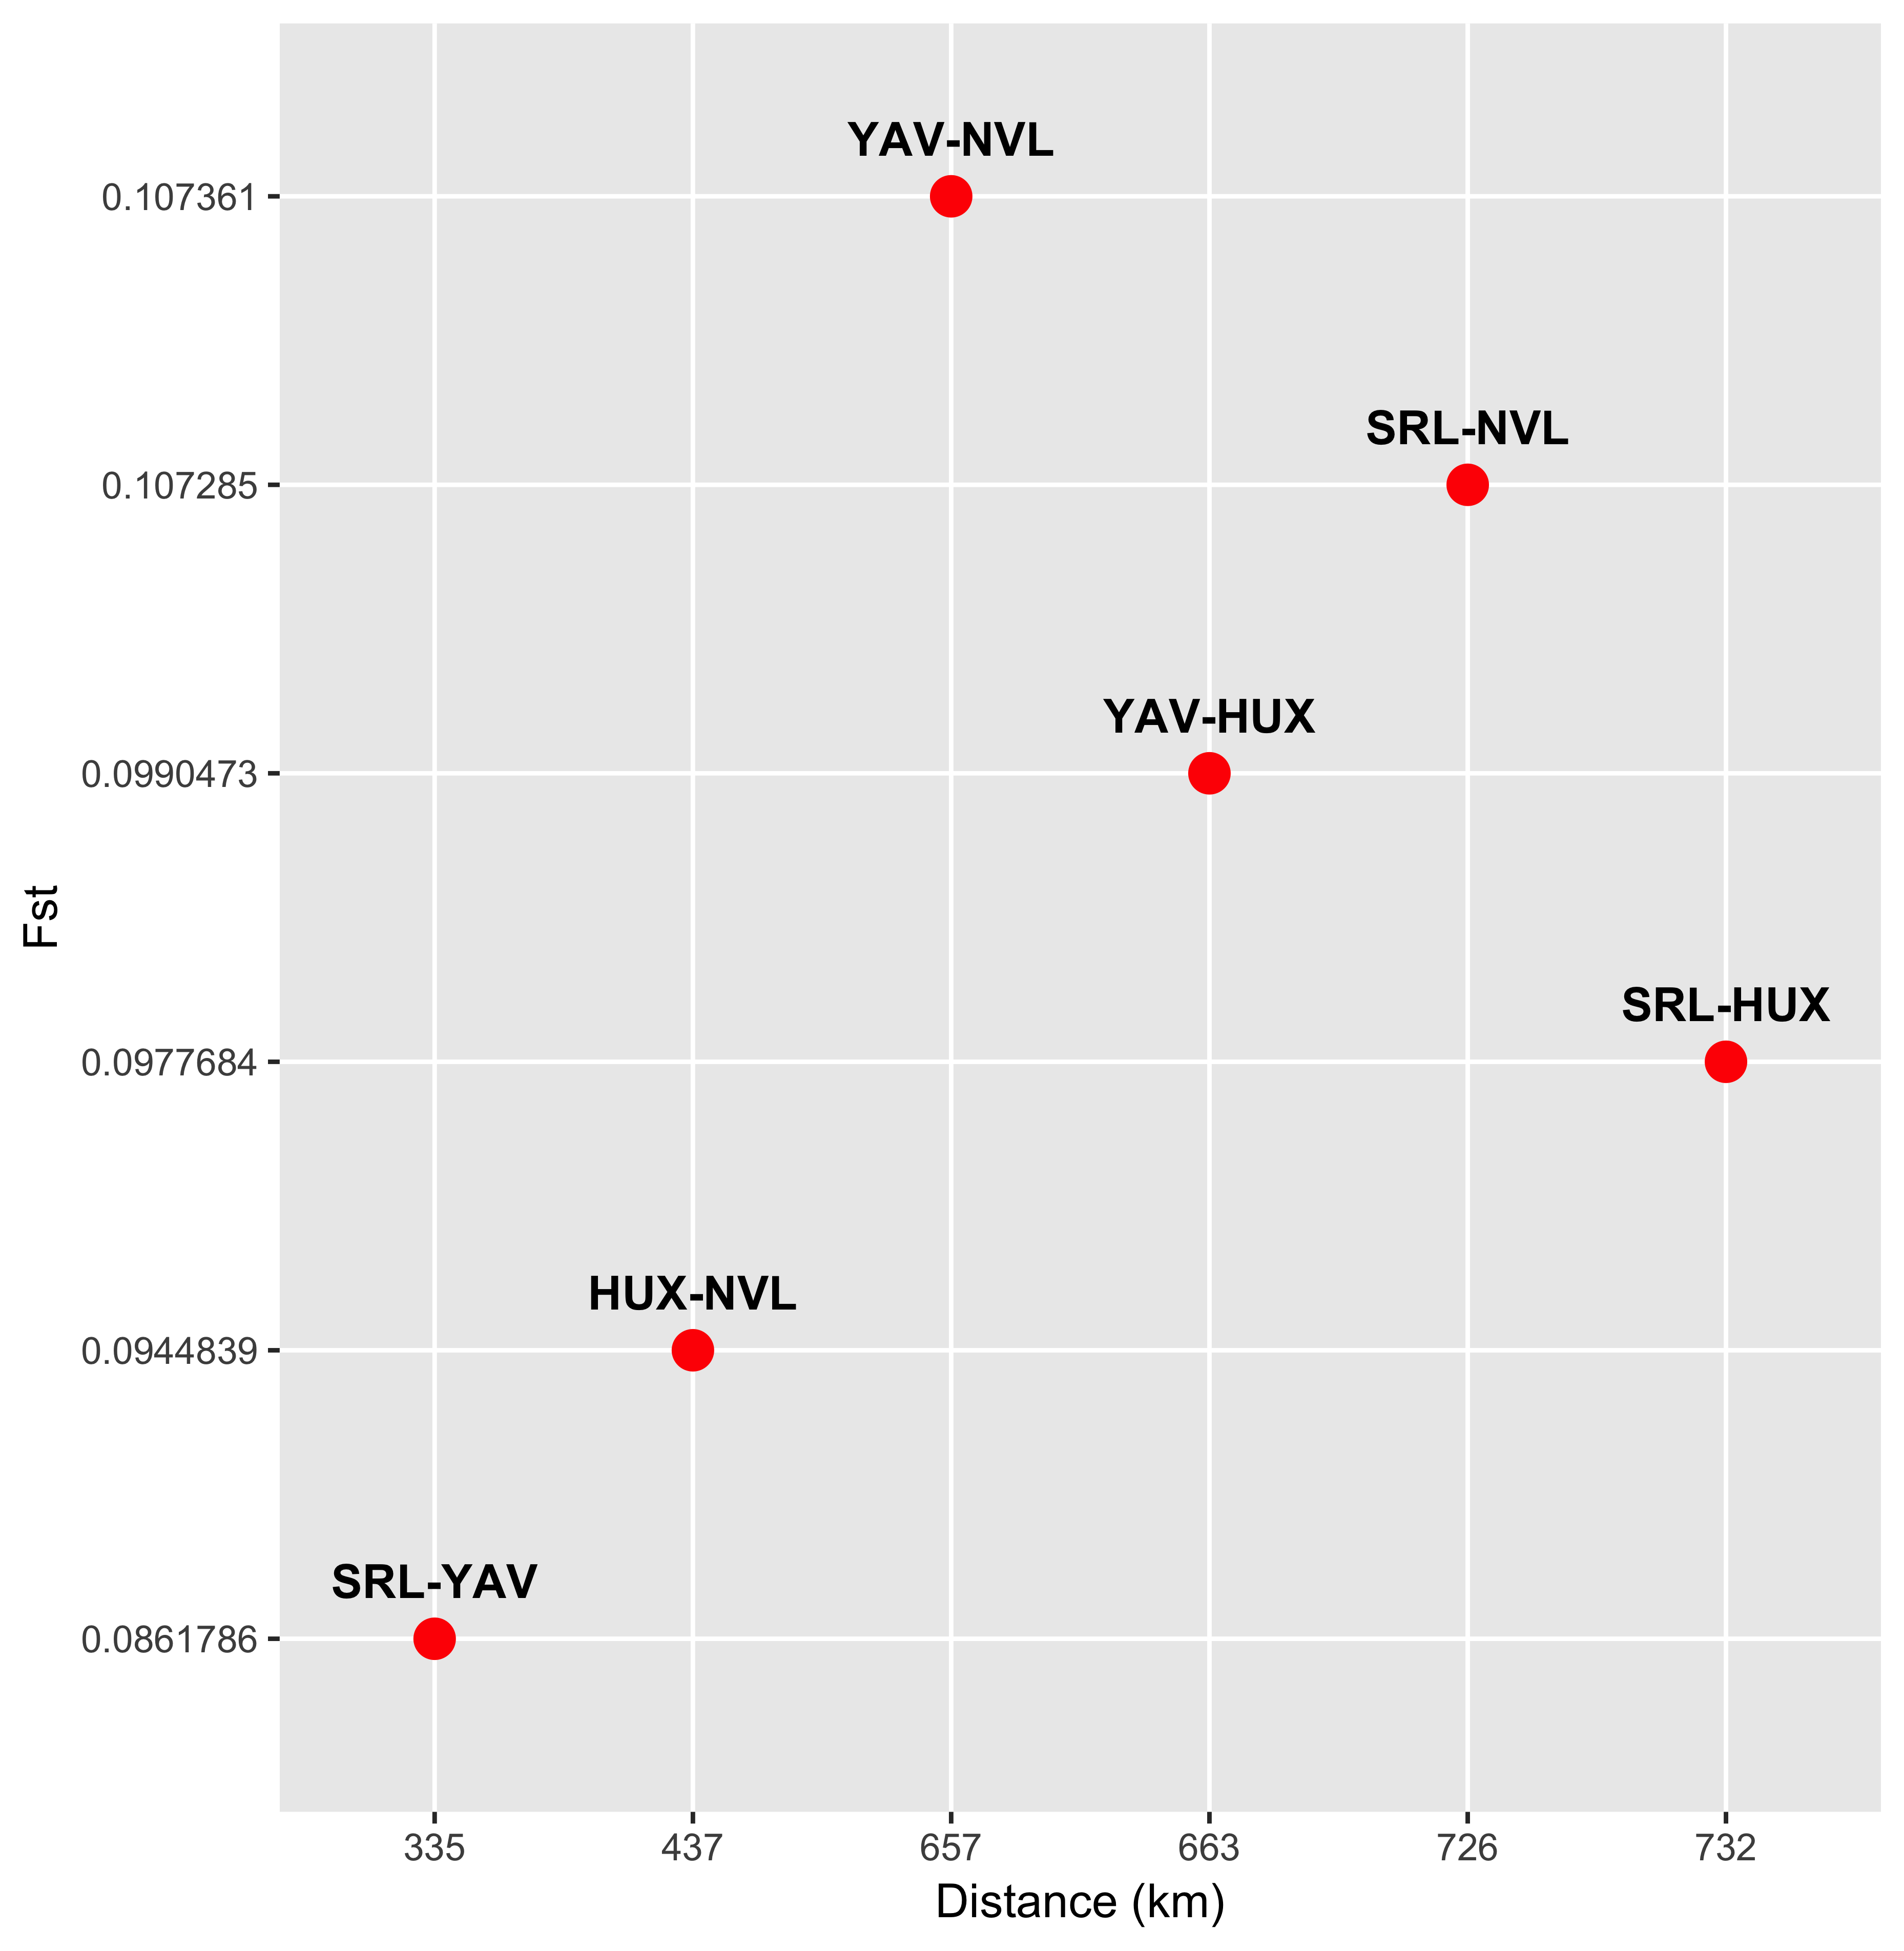 YAV-NVL
0.107361
SRL-NVL
0.107285
YAV-HUX
0.0990473
Fst
SRL-HUX
0.0977684
HUX-NVL
0.0944839
SRL-YAV
0.0861786
335 437 657 663 726 732
Distance (km)